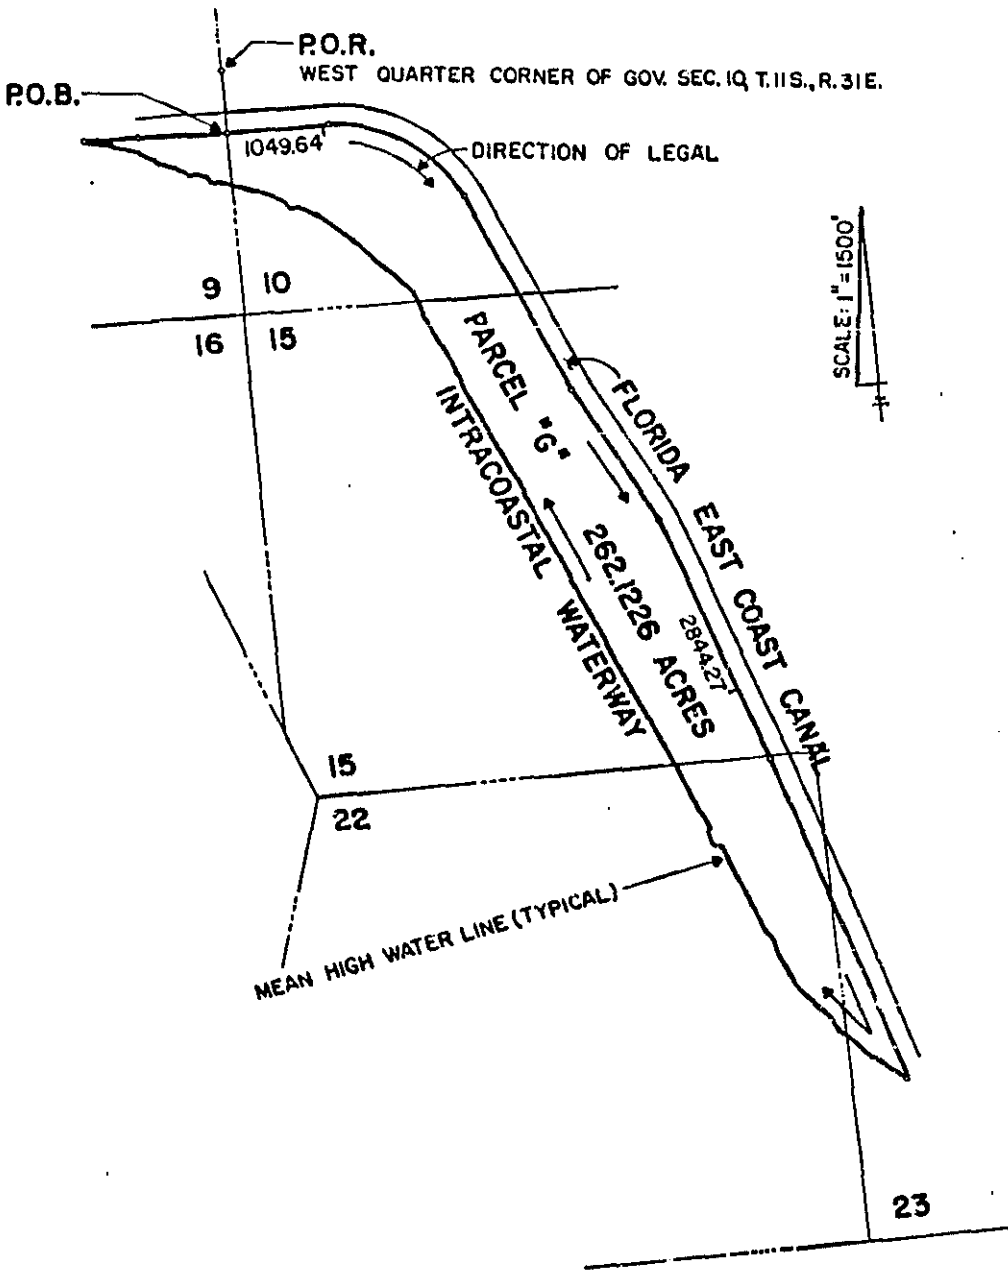 P.O.R.
WEST QUARTER CORNER OF GOV. SEC. 10, T. 11 S., R. 31 E.
P.O.B.
1049.64'
DIRECTION OF LEGAL
SCALE: 1" = 1500'
9 10
16 15
PARCEL "G"
262.1226 ACRES
INTRACOASTAL WATERWAY
FLORIDA EAST COAST CANAL
2844.27'
15
22
MEAN HIGH WATER LINE (TYPICAL)
23